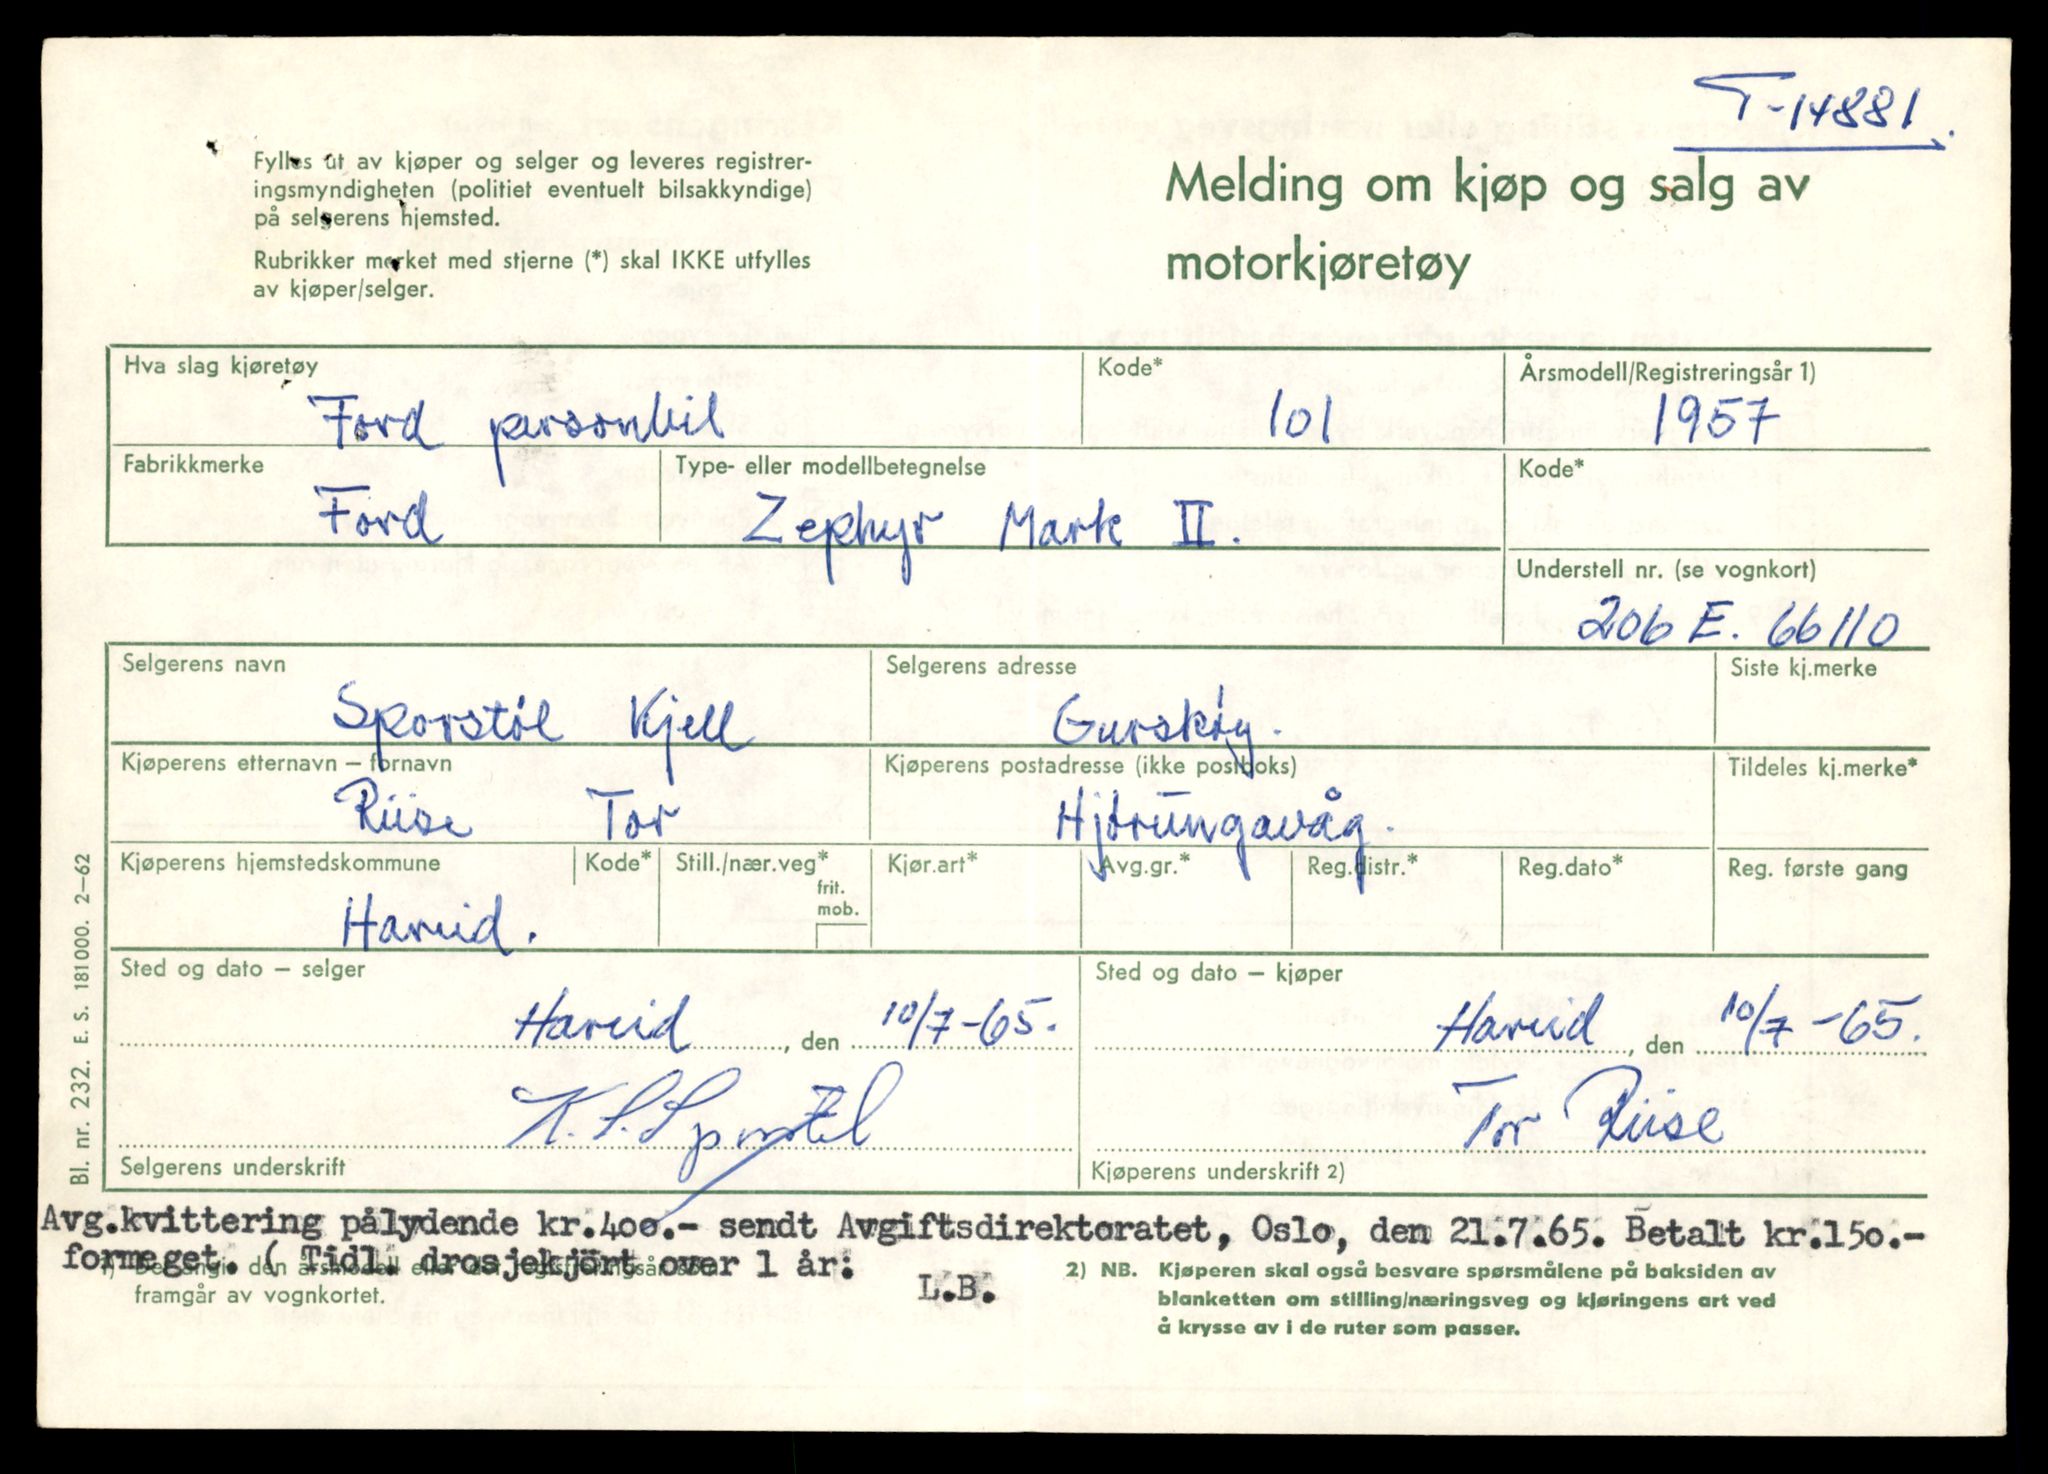 T-14881.
Fylles ut av kjøper og selger og leveres registrer-
ingsmyndigheten (politiet eventuelt bilsakkyndige)
på selgerens hjemsted.
Rubrikker merket med stjerne (*) skal IKKE utfylles
av kjøper/selger.
Melding om kjøp og salg av
motorkjøretøy
Hva slag kjøretøy
Kode*
Årsmodell/Registreringsår 1)
Ford personbil
101
1957
Fabrikkmerke
Type- eller modellbetegnelse
Kode*
Ford
Zephyr Mark II.
Understell nr. (se vognkort)
206 E. 66110
Selgerens navn
Selgerens adresse
Siste kj.merke
Sporstøl Kjell
Gurskøy.
Kjøperens etternavn – fornavn
Kjøperens postadresse (ikke postboks)
Tildeles kj.merke*
Riise Tor
Hjørungavåg.
Kjøperens hjemstedskommune
Kode*
Still./nær.veg*
frit.
mob.
Kjør.art*
Avg.gr.*
Reg.distr.*
Reg.dato*
Reg. første gang
Hareid.
Sted og dato – selger
Sted og dato – kjøper
Hareid, den 10/7-65.
Hareid, den 10/7-65.
K. S. Sporstøl
Tor Riise
Selgerens underskrift
Kjøperens underskrift 2)
Bl. nr. 232. E. S. 181000. 2–62
Avg.kvittering pålydende kr.400.- sendt Avgiftsdirektoratet, Oslo, den 21.7.65. Betalt kr.150.-
formeget. ( Tidl. drosjekjört over 1 år:
L.B.
1) den årsmodell eller
framgår av vognkortet.
2) NB. Kjøperen skal også besvare spørsmålene på baksiden av
blanketten om stilling/næringsveg og kjøringens art ved
å krysse av i de ruter som passer.